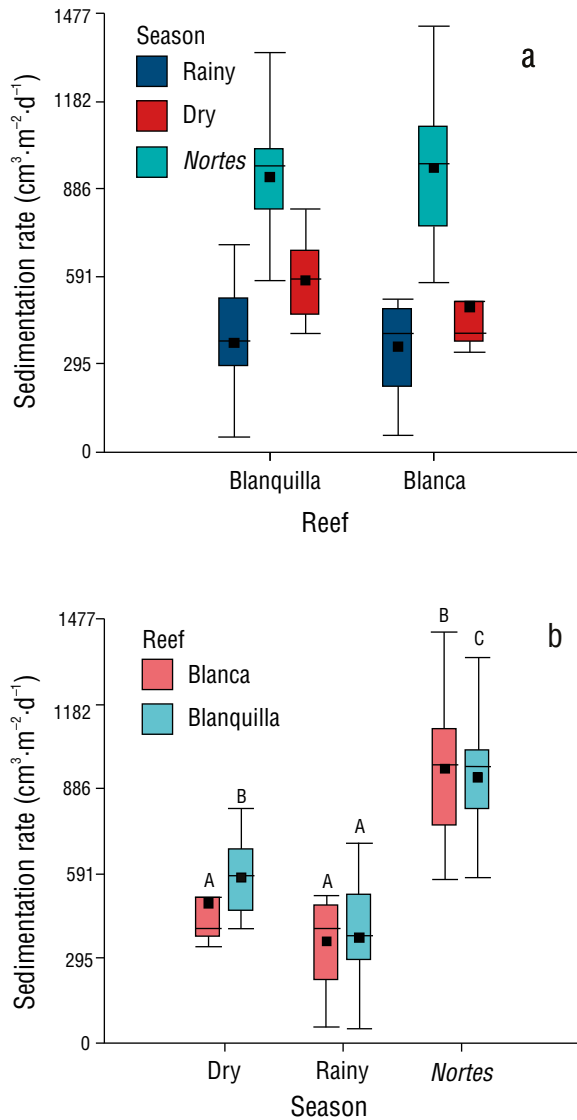 a
Season
Rainy
Dry
Nortes
Sedimentation rate (cm³·m⁻²·d⁻¹)
1477
1182
886
591
295
0
Blanquilla Blanca
Reef
b
Reef
Blanca
Blanquilla
Sedimentation rate (cm³·m⁻²·d⁻¹)
1477
1182
886
591
295
0
A B A A B C
Dry Rainy Nortes
Season